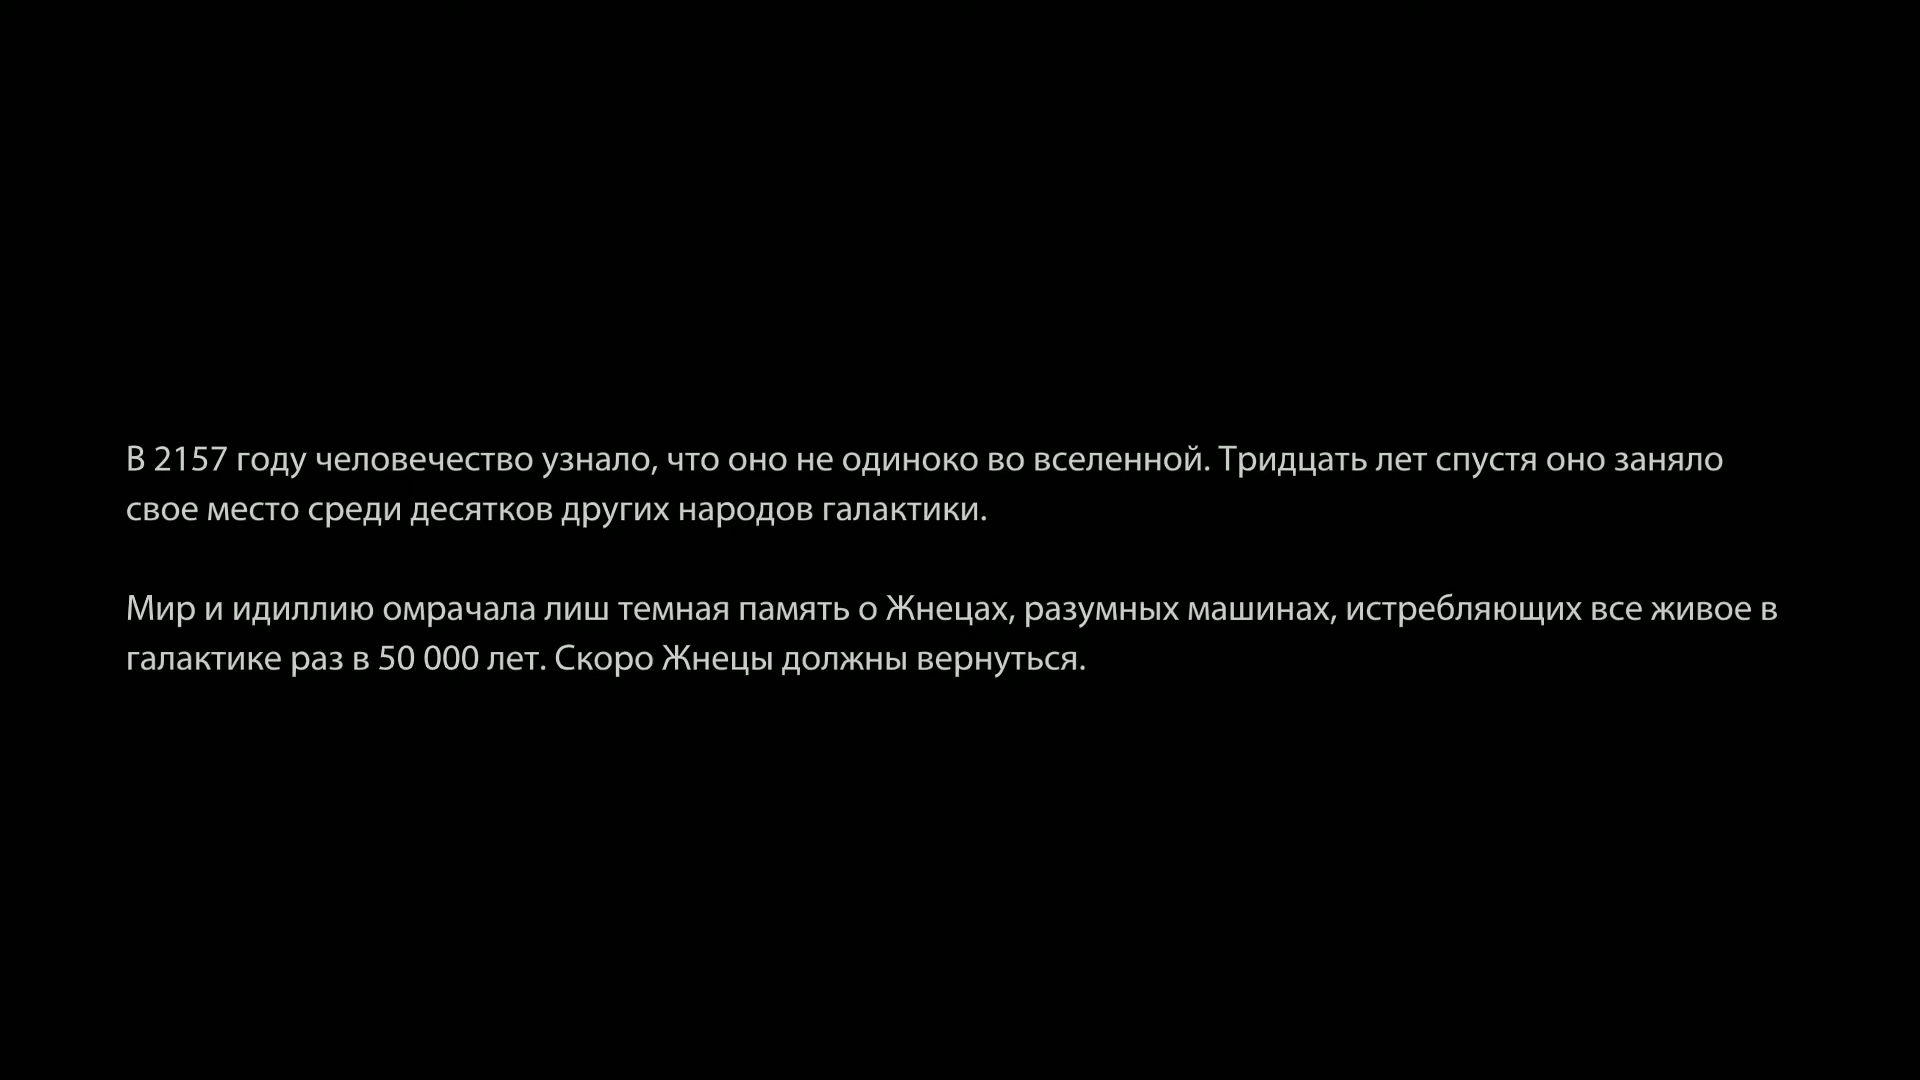 В 2157 году человечество узнало, что оно не одиноко во вселенной. Тридцать лет спустя оно заняло
свое место среди десятков других народов галактики.
Мир и идиллию омрачала лиш темная память о Жнецах, разумных машинах, истребляющих все живое в
галактике раз в 50 000 лет. Скоро Жнецы должны вернуться.